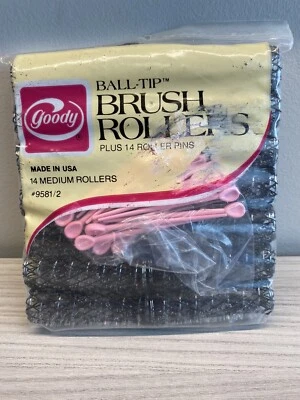 goody
BALL-TIP™
BRUSH
ROLLERS
PLUS 14 ROLLER PINS
MADE IN USA
14 MEDIUM ROLLERS
#9581/2